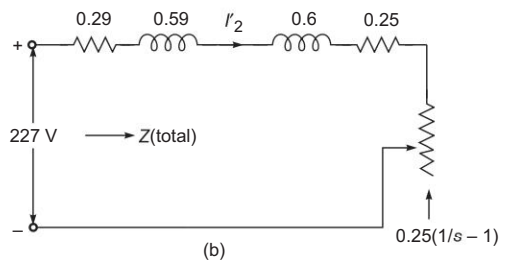 0.29 0.59 I′2 0.6 0.25
+
227 V Z(total)
–
0.25(1/s – 1)
(b)